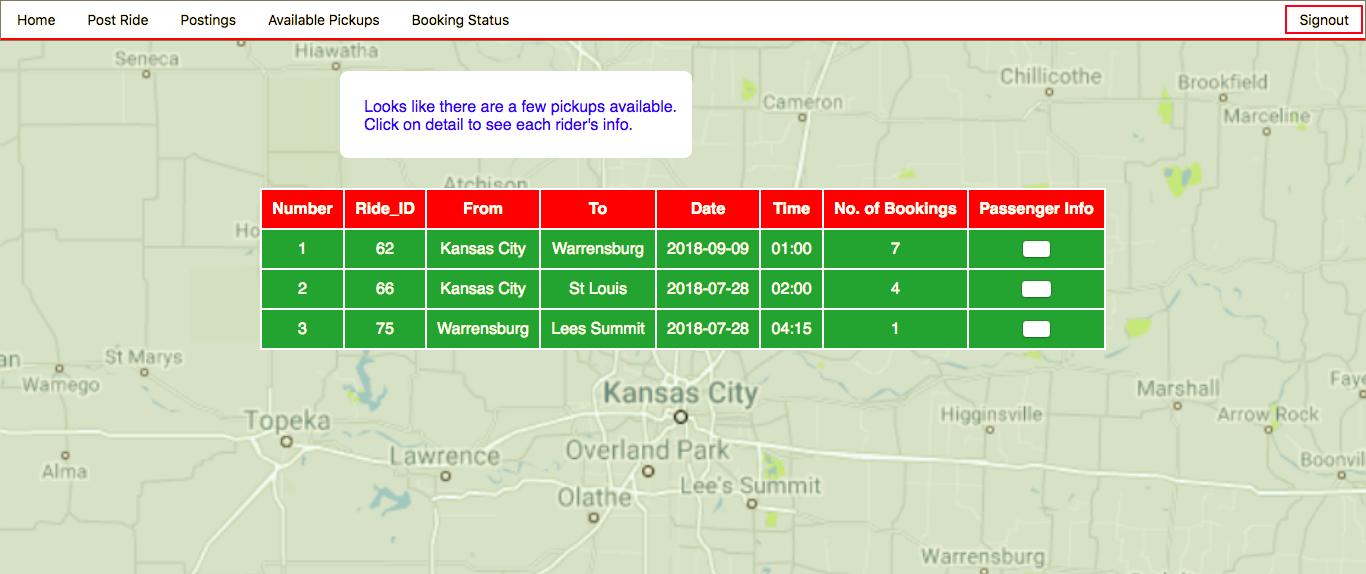 Home Post Ride Postings Available Pickups Booking Status Signout
Hiawatha
Seneca
Chillicothe
Brookfield
Cameron
Marceline
Looks like there are a few pickups available.
Click on detail to see each rider's info.
Atchison
Number Ride_ID From To Date Time No. of Bookings Passenger Info
1 62 Kansas City Warrensburg 2018-09-09 01:00 7
2 66 Kansas City St Louis 2018-07-28 02:00 4
3 75 Warrensburg Lees Summit 2018-07-28 04:15 1
St Marys
Wamego
Kansas City
Marshall
Topeka
Higginsville
Arrow Rock
Overland Park
Lawrence
Alma
Lee's Summit
Olathe
Warrensburg